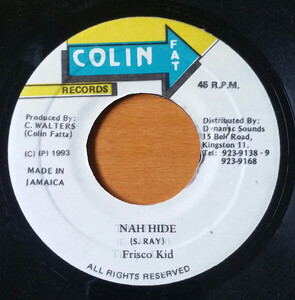 COLIN FAT
RECORDS
45 R.P.M.
Produced By:
C. WALTERS
(Colin Fatta)
(C) (P) 1993
MADE IN
JAMAICA
Distributed By:
Dynamic Sounds
15 Bell Road,
Kingston 11.
Tel: 923-9138-9
923-9168
NAH HIDE
(S. RAY)
Frisco Kid
ALL RIGHTS RESERVED